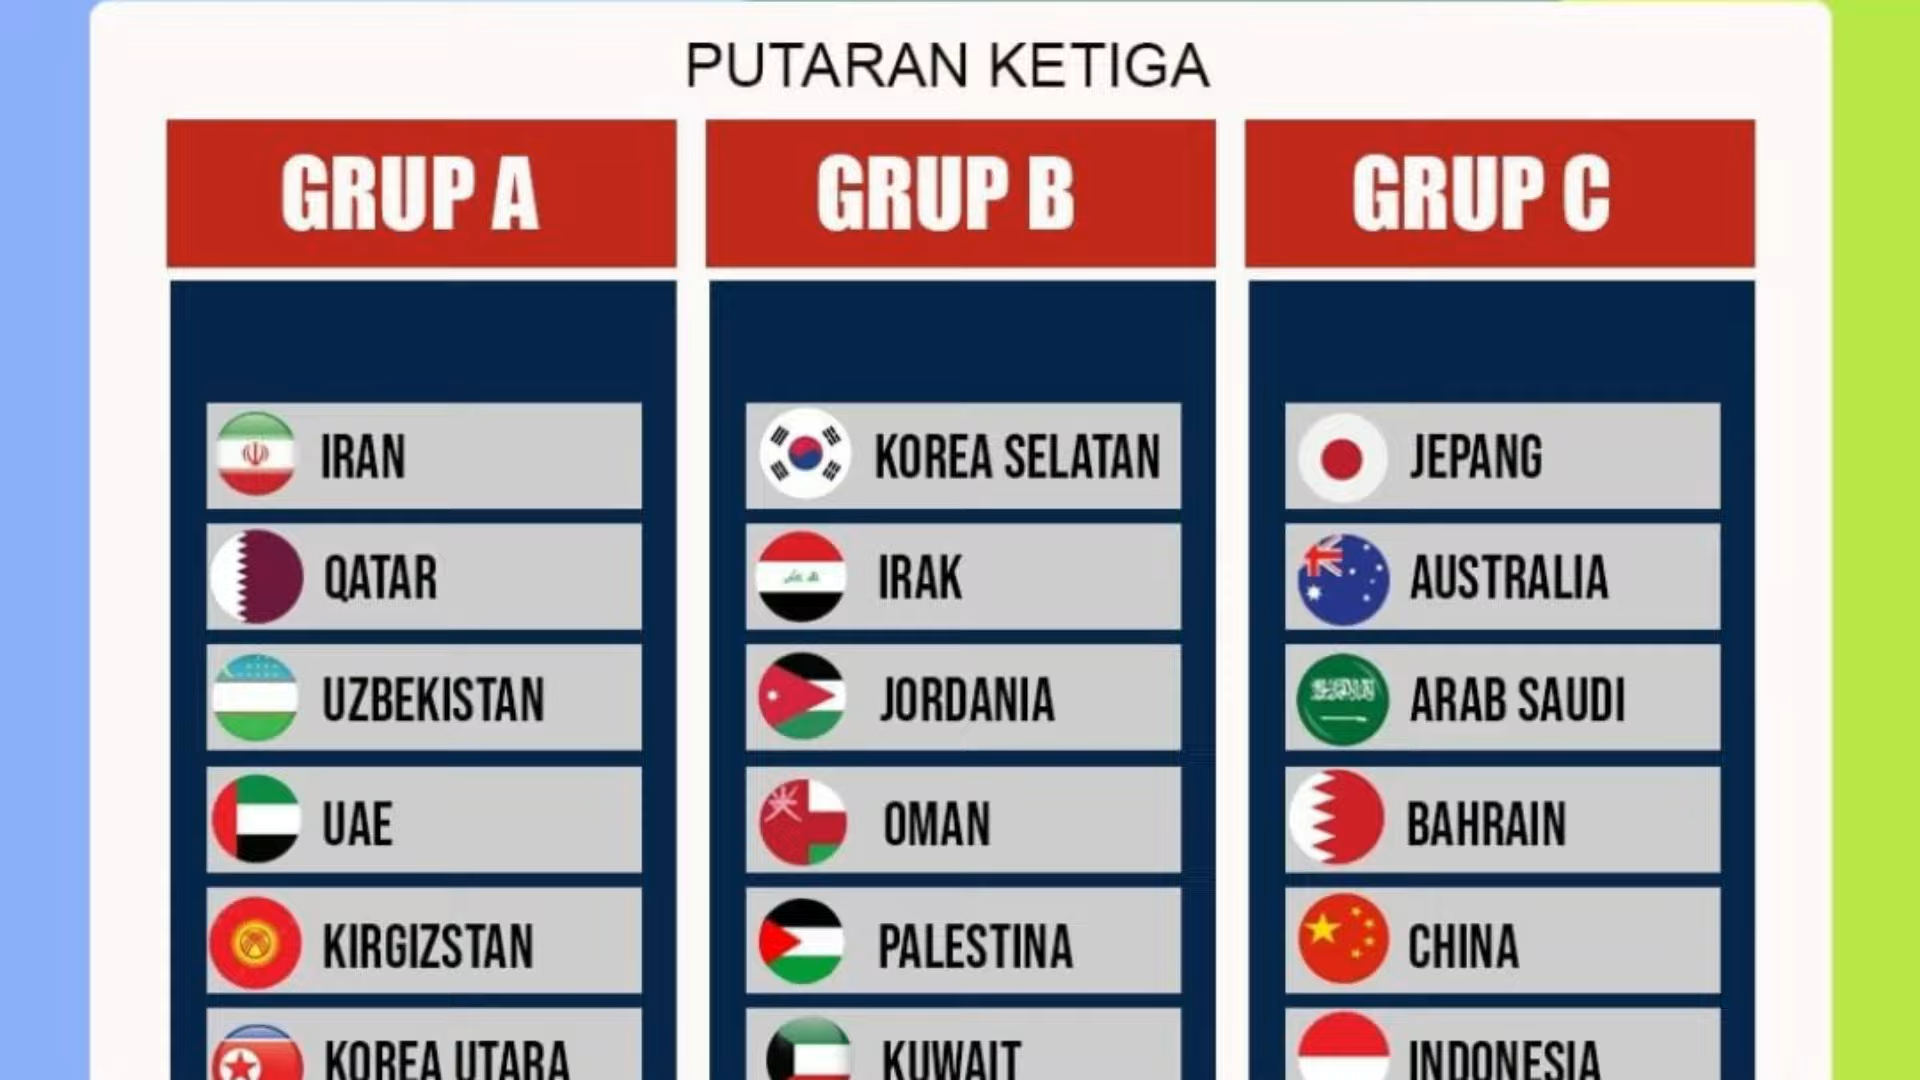 PUTARAN KETIGA
GRUP A
IRAN
QATAR
UZBEKISTAN
UAE
KIRGIZSTAN
KOREA UTARA
GRUP B
KOREA SELATAN
IRAK
JORDANIA
OMAN
PALESTINA
KUWAIT
GRUP C
JEPANG
AUSTRALIA
ARAB SAUDI
BAHRAIN
CHINA
INDONESIA